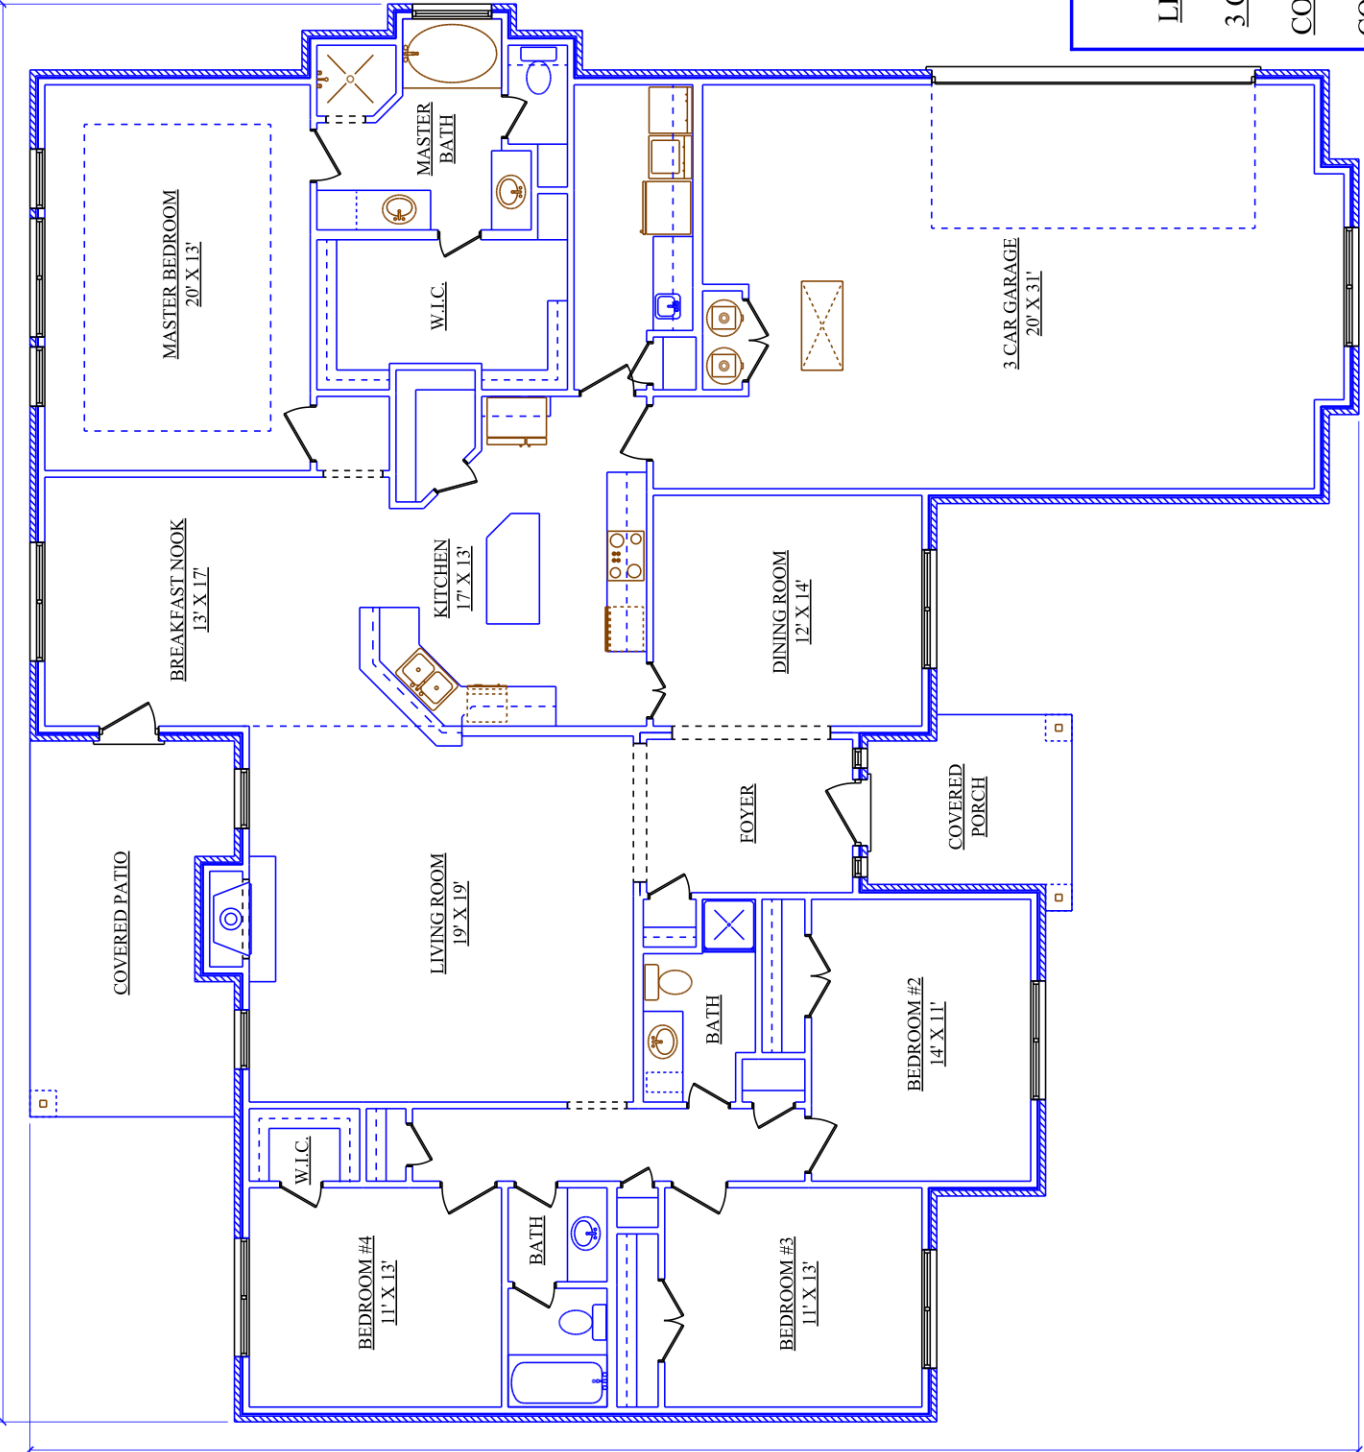 MASTER BEDROOM
20' X 13'
MASTER
BATH
W.I.C.
3 CAR GARAGE
20' X 31'
BREAKFAST NOOK
13' X 17'
KITCHEN
17' X 13'
DINING ROOM
12' X 14'
COVERED PATIO
LIVING ROOM
19' X 19'
FOYER
COVERED
PORCH
BATH
BEDROOM #2
14' X 11'
W.I.C.
BEDROOM #4
11' X 13'
BATH
BEDROOM #3
11' X 13'
3 C
CO